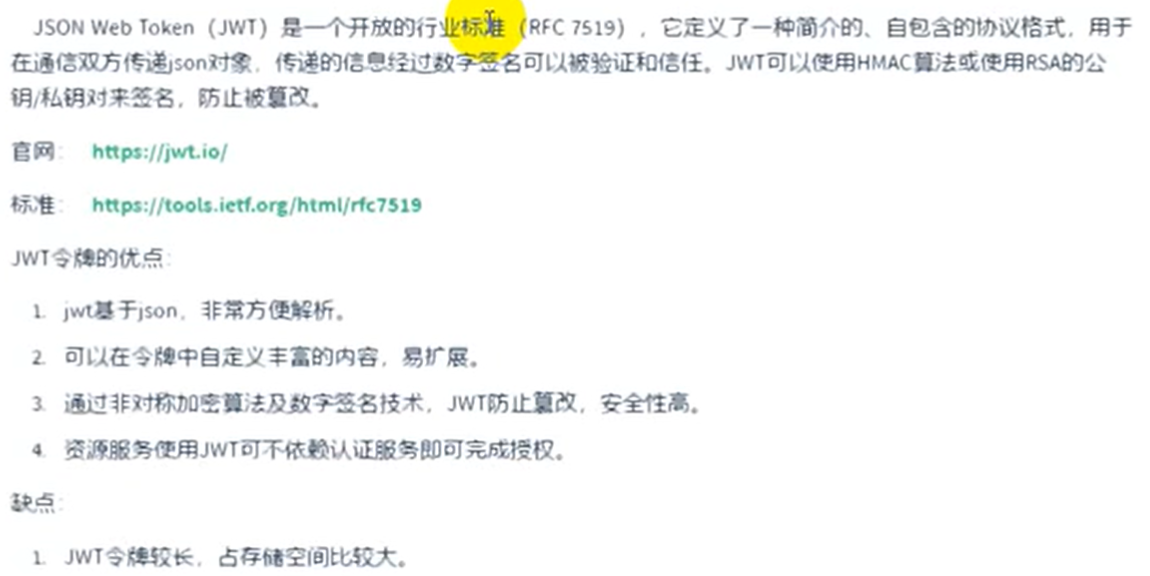 JSON Web Token（JWT）是一个开放的行业标准（RFC 7519），它定义了一种简介的、自包含的协议格式，用于
在通信双方传递json对象，传递的信息经过数字签名可以被验证和信任。JWT可以使用HMAC算法或使用RSA的公
钥/私钥对来签名，防止被篡改。
官网： https://jwt.io/
标准： https://tools.ietf.org/html/rfc7519
JWT令牌的优点：
1. jwt基于json，非常方便解析。
2. 可以在令牌中自定义丰富的内容，易扩展。
3. 通过非对称加密算法及数字签名技术，JWT防止篡改，安全性高。
4. 资源服务使用JWT可不依赖认证服务即可完成授权。
缺点：
1. JWT令牌较长，占存储空间比较大。